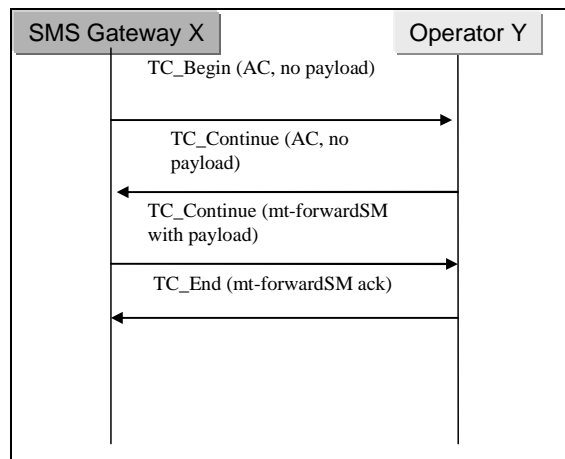 SMS Gateway X
Operator Y
TC_Begin (AC, no payload)
TC_Continue (AC, no
payload)
TC_Continue (mt-forwardSM
with payload)
TC_End (mt-forwardSM ack)